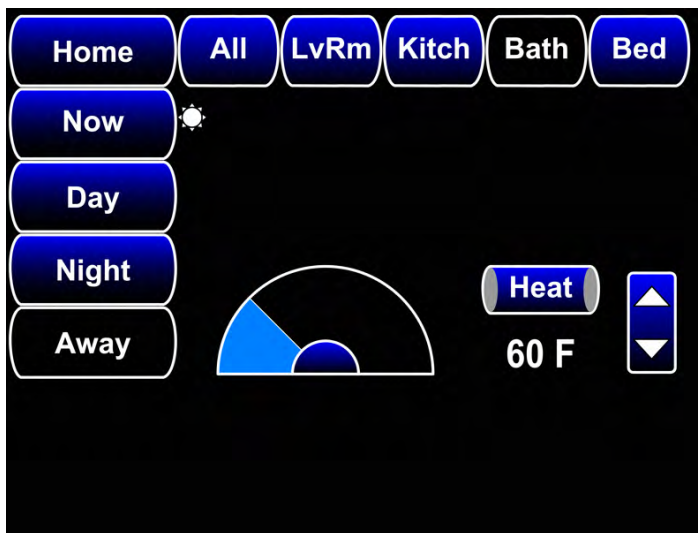 Home All LvRm Kitch Bath Bed
Now
Day
Night
Heat
Away
60 F